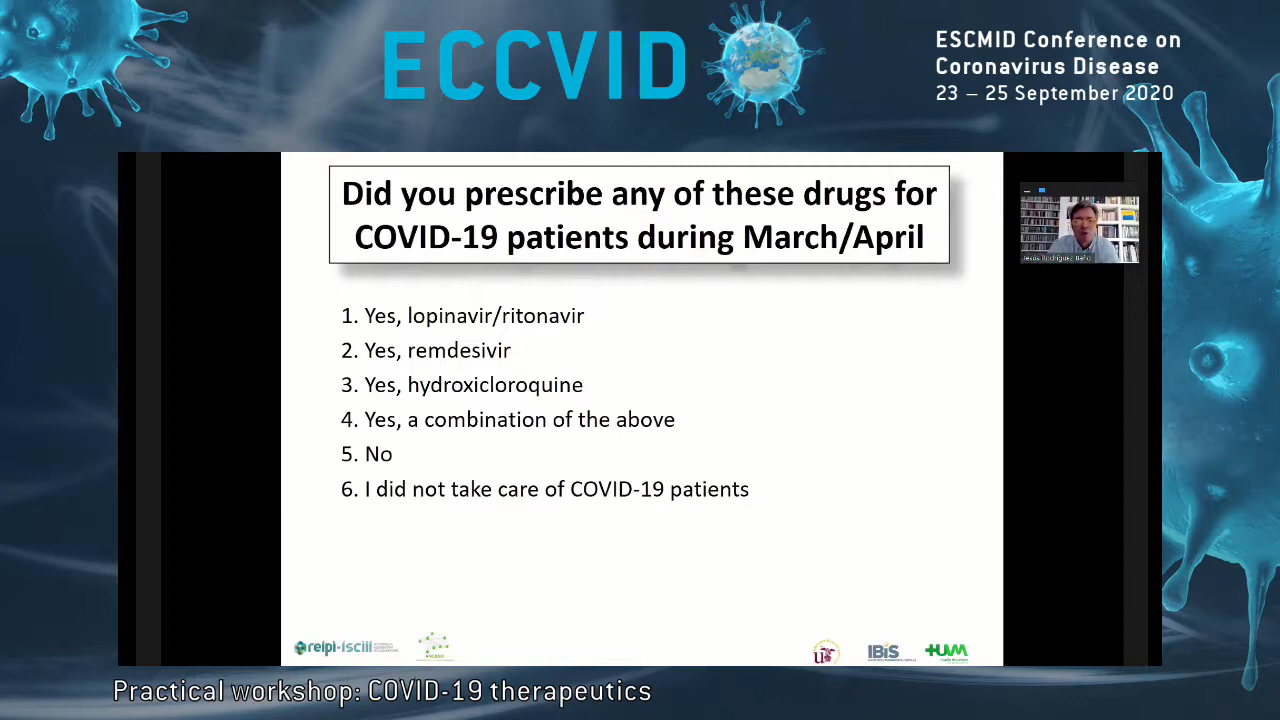 ECCVID
ESCMID Conference on
Coronavirus Disease
23 – 25 September 2020
Did you prescribe any of these drugs for
COVID-19 patients during March/April
Jesús Rodríguez Baño
1. Yes, lopinavir/ritonavir
2. Yes, remdesivir
3. Yes, hydroxicloroquine
4. Yes, a combination of the above
5. No
6. I did not take care of COVID-19 patients
reipi-isciii
IBiS
Practical workshop: COVID-19 therapeutics